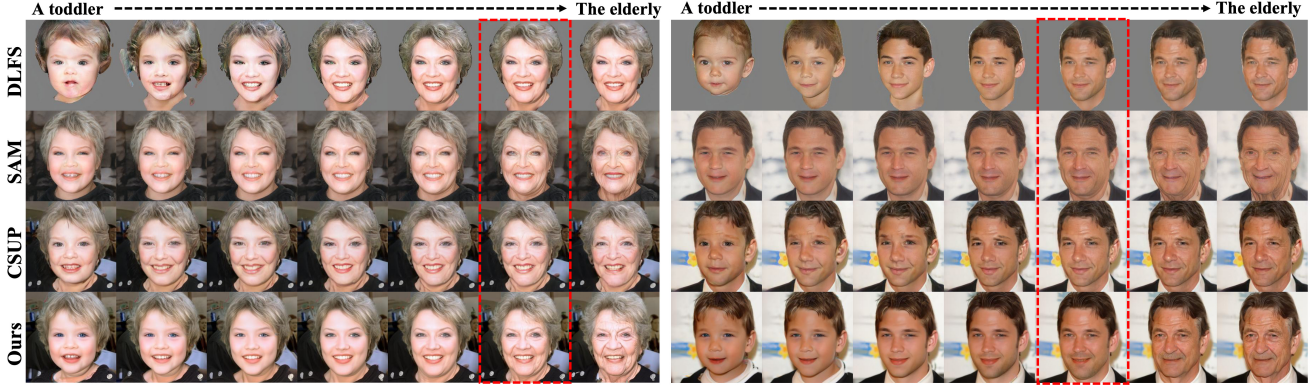 A toddler The elderly A toddler The elderly
DLFS
SAM
CSUP
Ours